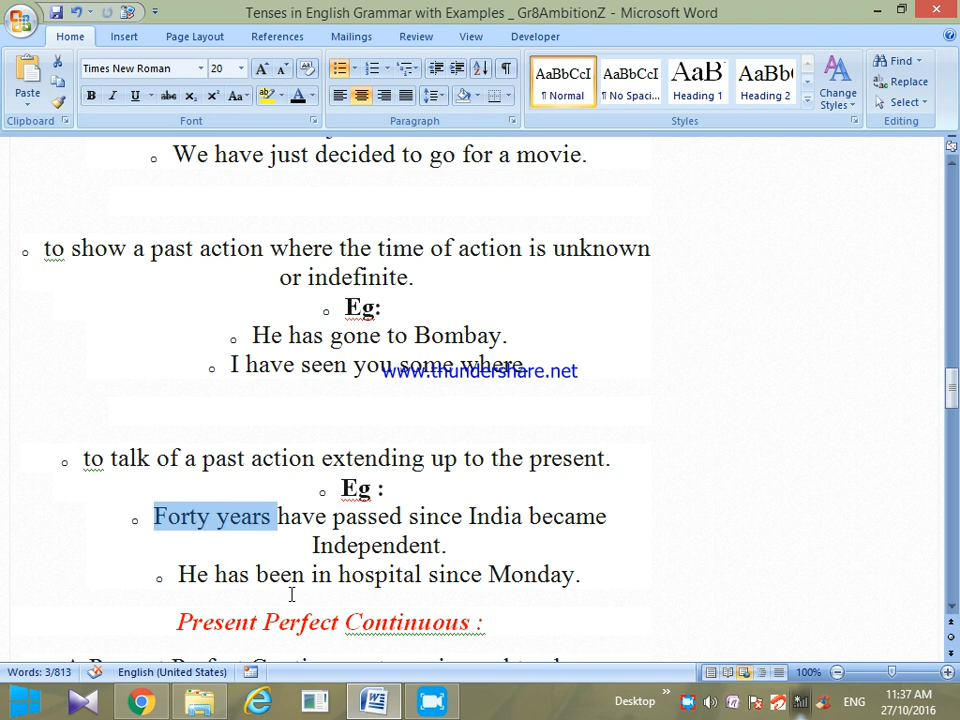 Tenses in English Grammar with Examples _ Gr8AmbitionZ - Microsoft Word
Home Insert Page Layout References Mailings Review View Developer
Times New Roman 20 AaBbCcI AaBbCcI AaB AaBb( Find
Paste ¶ Normal ¶ No Spaci... Heading 1 Heading 2 Change Styles Replace
Select
Clipboard Font Paragraph Styles Editing
We have just decided to go for a movie.
to show a past action where the time of action is unknown
or indefinite.
Eg:
He has gone to Bombay.
I have seen you some where.
www.thundershare.net
to talk of a past action extending up to the present.
Eg :
Forty years have passed since India became
Independent.
He has been in hospital since Monday.
Present Perfect Continuous :
Words: 3/813 English (United States) 100%
Desktop ENG 11:37 AM
27/10/2016